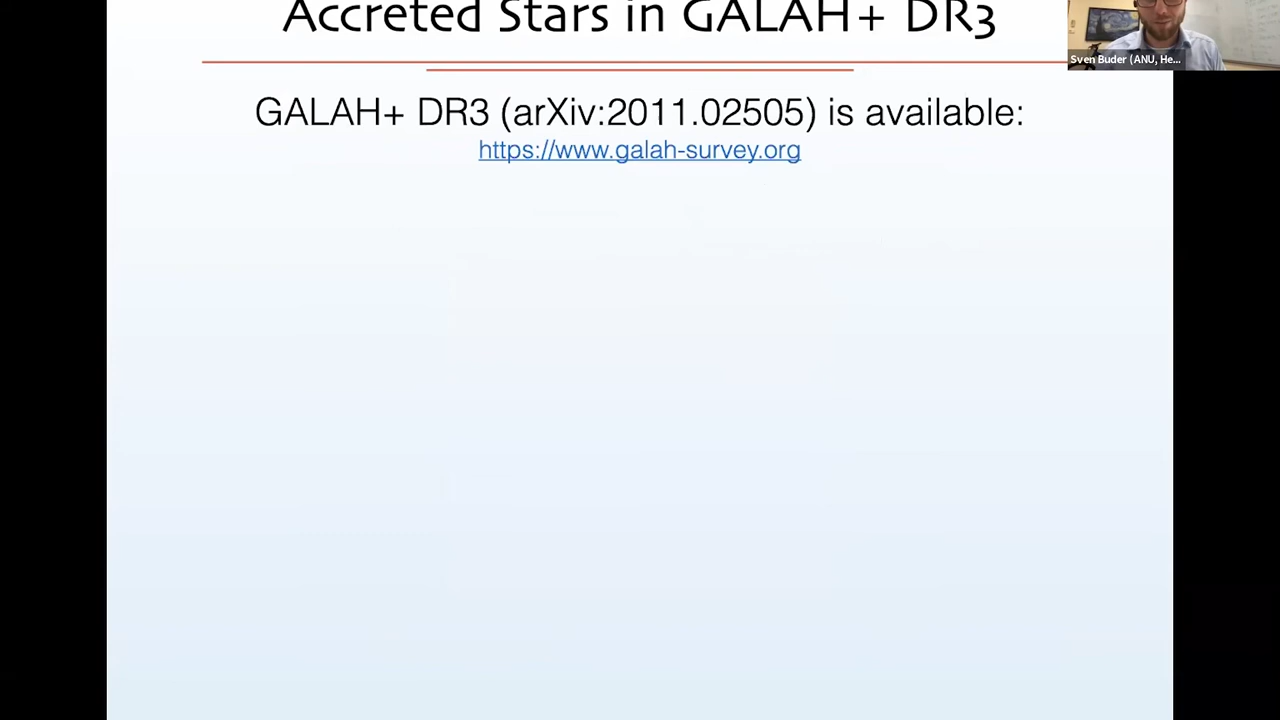 Accreted Stars in GALAH+ DR3
Sven Buder (ANU, He...
GALAH+ DR3 (arXiv:2011.02505) is available:
https://www.galah-survey.org